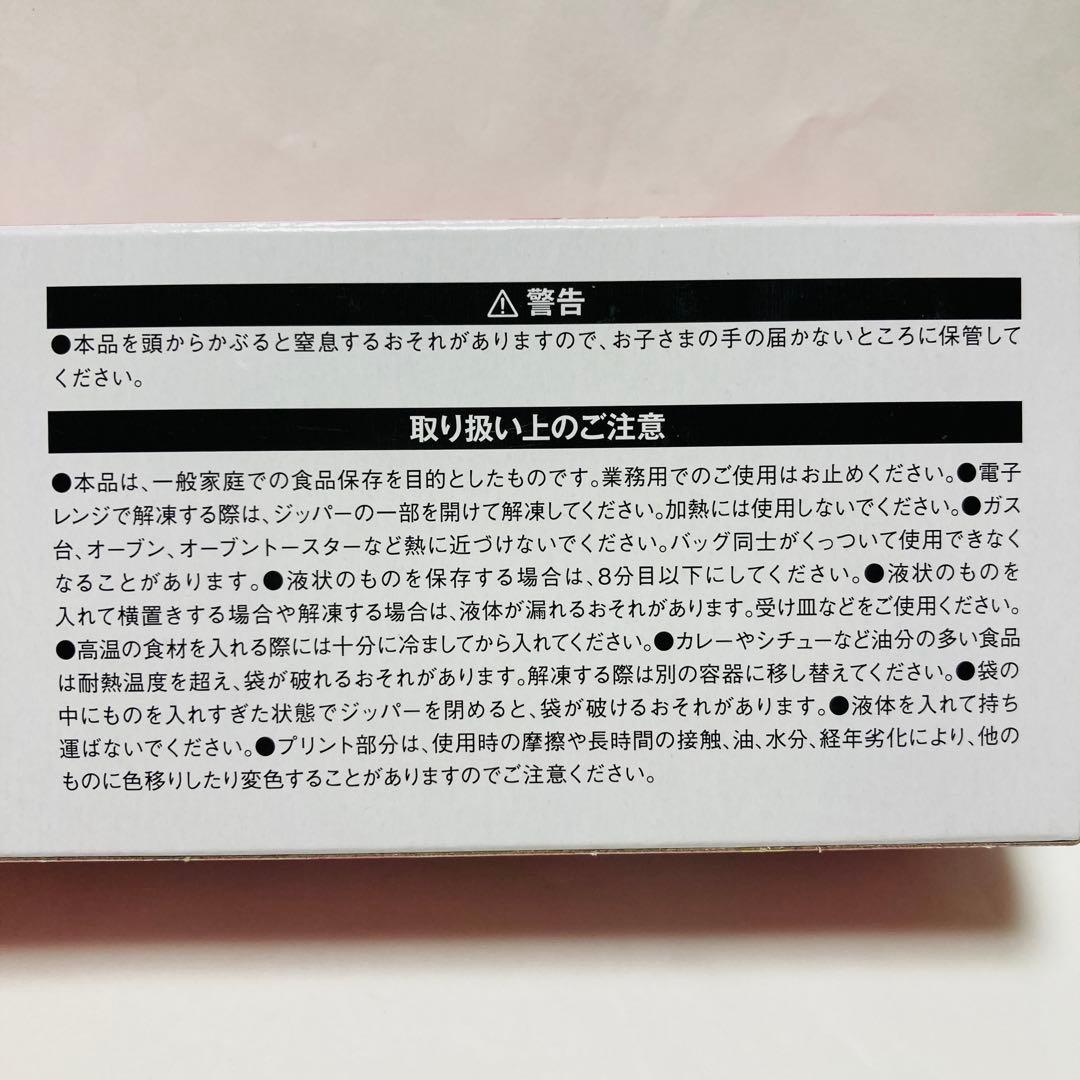 ⚠ 警告
●本品を頭からかぶると窒息するおそれがありますので、お子さまの手の届かないところに保管して
ください。
取り扱い上のご注意
●本品は、一般家庭での食品保存を目的としたものです。業務用でのご使用はお止めください。●電子
レンジで解凍する際は、ジッパーの一部を開けて解凍してください。加熱には使用しないでください。●ガス
台、オーブン、オーブントースターなど熱に近づけないでください。バッグ同士がくっついて使用できなく
なることがあります。●液状のものを保存する場合は、8分目以下にしてください。●液状のものを
入れて横置きする場合や解凍する場合は、液体が漏れるおそれがあります。受け皿などをご使用ください。
●高温の食材を入れる際には十分に冷ましてから入れてください。●カレーやシチューなど油分の多い食品
は耐熱温度を超え、袋が破れるおそれがあります。解凍する際は別の容器に移し替えてください。●袋の
中にものを入れすぎた状態でジッパーを閉めると、袋が破けるおそれがあります。●液体を入れて持ち
運ばないでください。●プリント部分は、使用時の摩擦や長時間の接触、油、水分、経年劣化により、他の
ものに色移りしたり変色することがありますのでご注意ください。